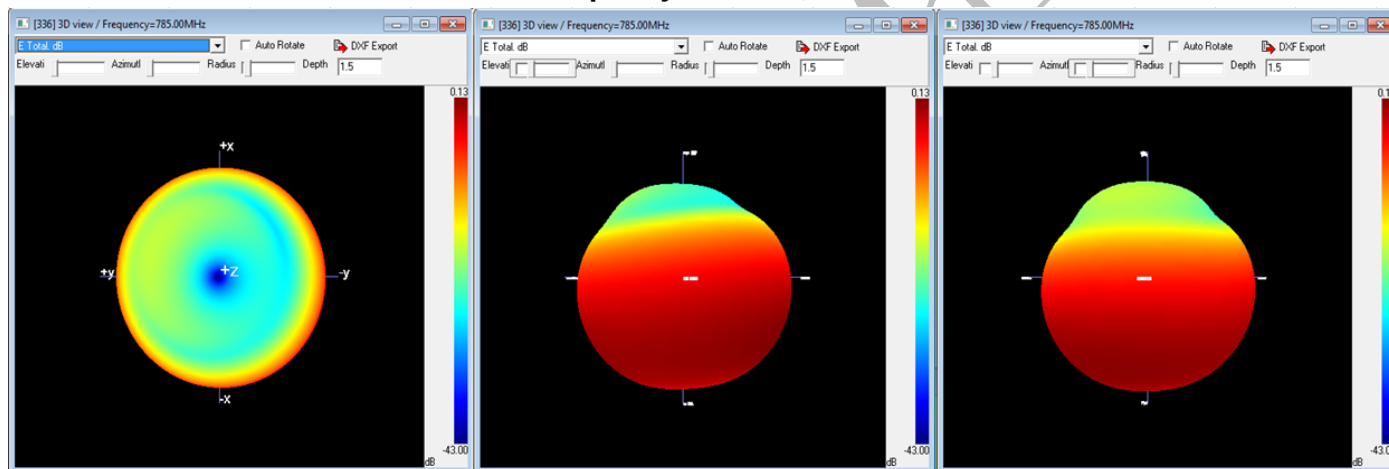 [336] 3D view / Frequency=785.00MHz
E Total. dB
Auto Rotate
DXF Export
Elevati
Azimutl
Radius
Depth
1.5
0.13
+x
+y
+Z
-y
-x
-43.00
dB
[336] 3D view / Frequency=785.00MHz
E Total. dB
Auto Rotate
DXF Export
Elevati
Azimutl
Radius
Depth
1.5
0.13
-43.00
dB
[336] 3D view / Frequency=785.00MHz
E Total. dB
Auto Rotate
DXF Export
Elevati
Azimutl
Radius
Depth
1.5
-43.00
dB